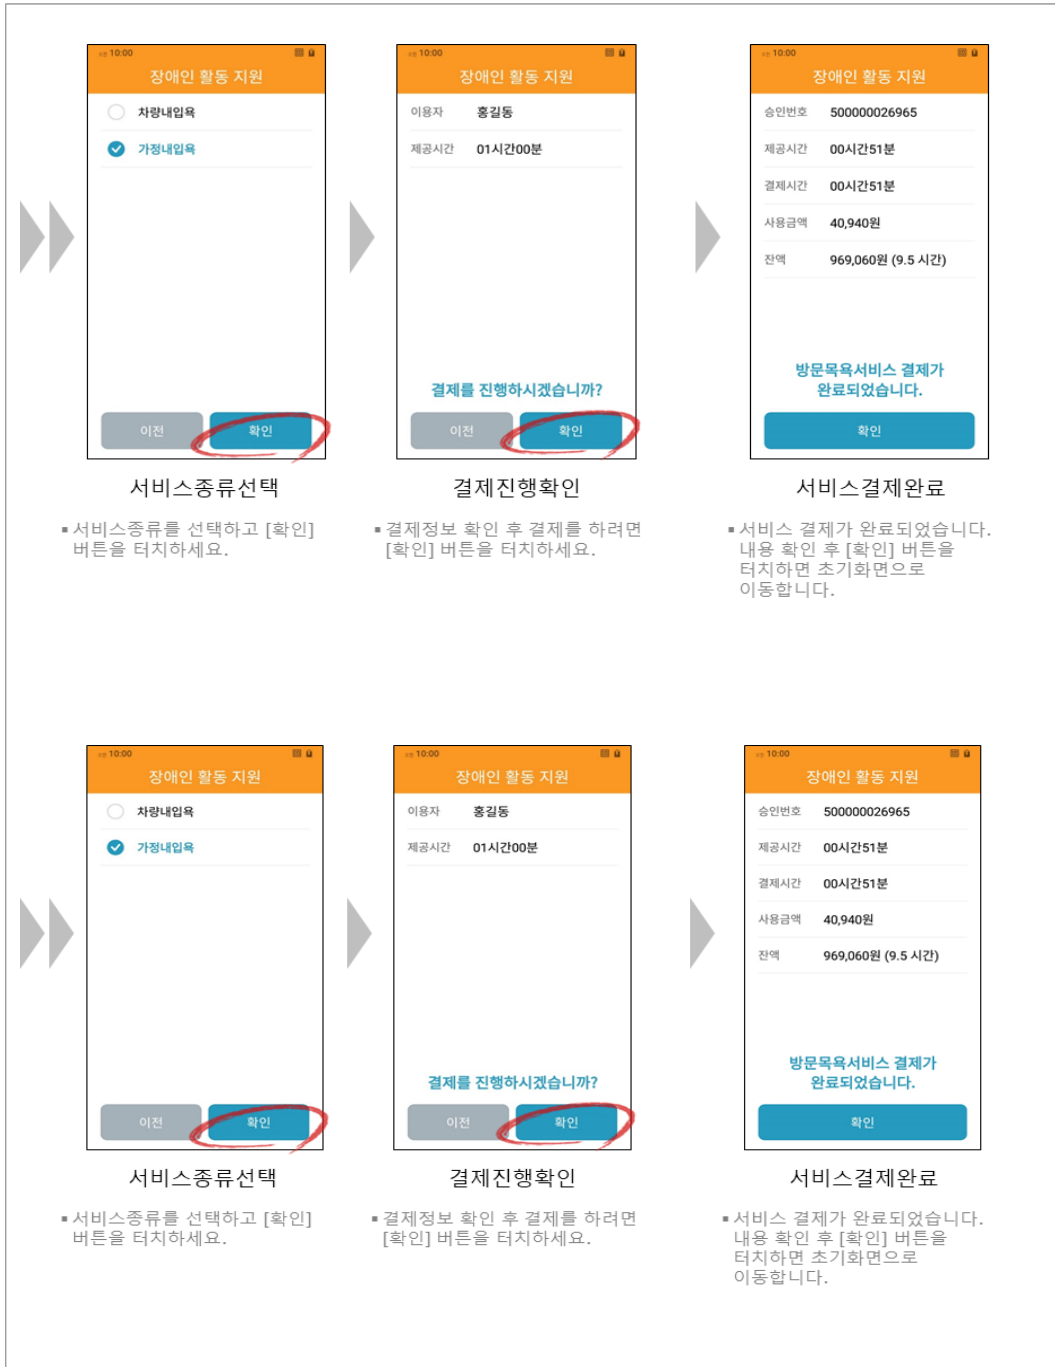 10:00
장애인 활동 지원
차량내입욕
가정내입욕
이전
확인
서비스종류선택
▪ 서비스종류를 선택하고 [확인]
버튼을 터치하세요.
10:00
장애인 활동 지원
이용자 홍길동
제공시간 01시간00분
결제를 진행하시겠습니까?
이전
확인
결제진행확인
▪ 결제정보 확인 후 결제를 하려면
[확인] 버튼을 터치하세요.
10:00
장애인 활동 지원
승인번호 500000026965
제공시간 00시간51분
결제시간 00시간51분
사용금액 40,940원
잔액 969,060원 (9.5 시간)
방문목욕서비스 결제가
완료되었습니다.
확인
서비스결제완료
▪ 서비스 결제가 완료되었습니다.
내용 확인 후 [확인] 버튼을
터치하면 초기화면으로
이동합니다.
10:00
장애인 활동 지원
차량내입욕
가정내입욕
이전
확인
서비스종류선택
▪ 서비스종류를 선택하고 [확인]
버튼을 터치하세요.
10:00
장애인 활동 지원
이용자 홍길동
제공시간 01시간00분
결제를 진행하시겠습니까?
이전
확인
결제진행확인
▪ 결제정보 확인 후 결제를 하려면
[확인] 버튼을 터치하세요.
10:00
장애인 활동 지원
승인번호 500000026965
제공시간 00시간51분
결제시간 00시간51분
사용금액 40,940원
잔액 969,060원 (9.5 시간)
방문목욕서비스 결제가
완료되었습니다.
확인
서비스결제완료
▪ 서비스 결제가 완료되었습니다.
내용 확인 후 [확인] 버튼을
터치하면 초기화면으로
이동합니다.